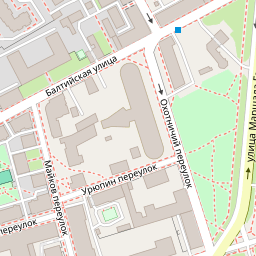 Балтийская улица
Охотничий переулок
улица Маршала
Майков переулок
Урюпин переулок
переулок